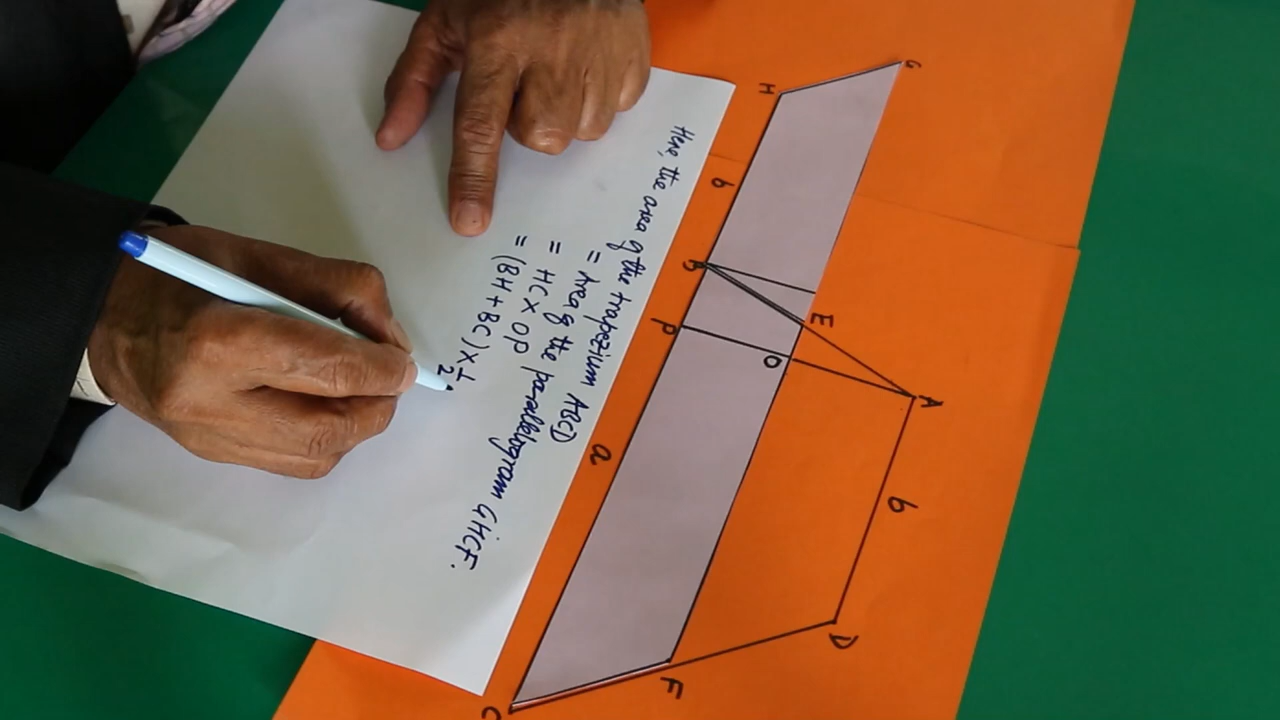 G
H
b
B
E
P
O
A
a
b
D
F
C
Here, the area of the trapezium ABCD
= Area of the parallelogram GHCF.
= HC × OP
= (BH + BC) × 1/2